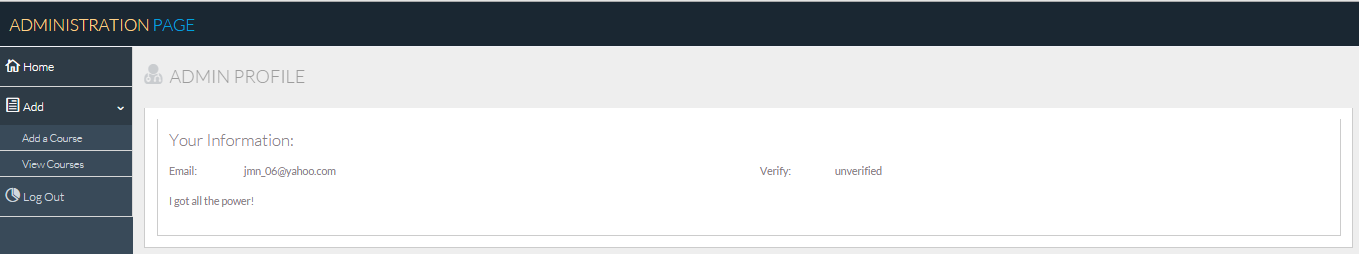 ADMINISTRATION PAGE
Home
Add
Add a Course
View Courses
Log Out
ADMIN PROFILE
Your Information:
Email: jmn_06@yahoo.com Verify: unverified
I got all the power!